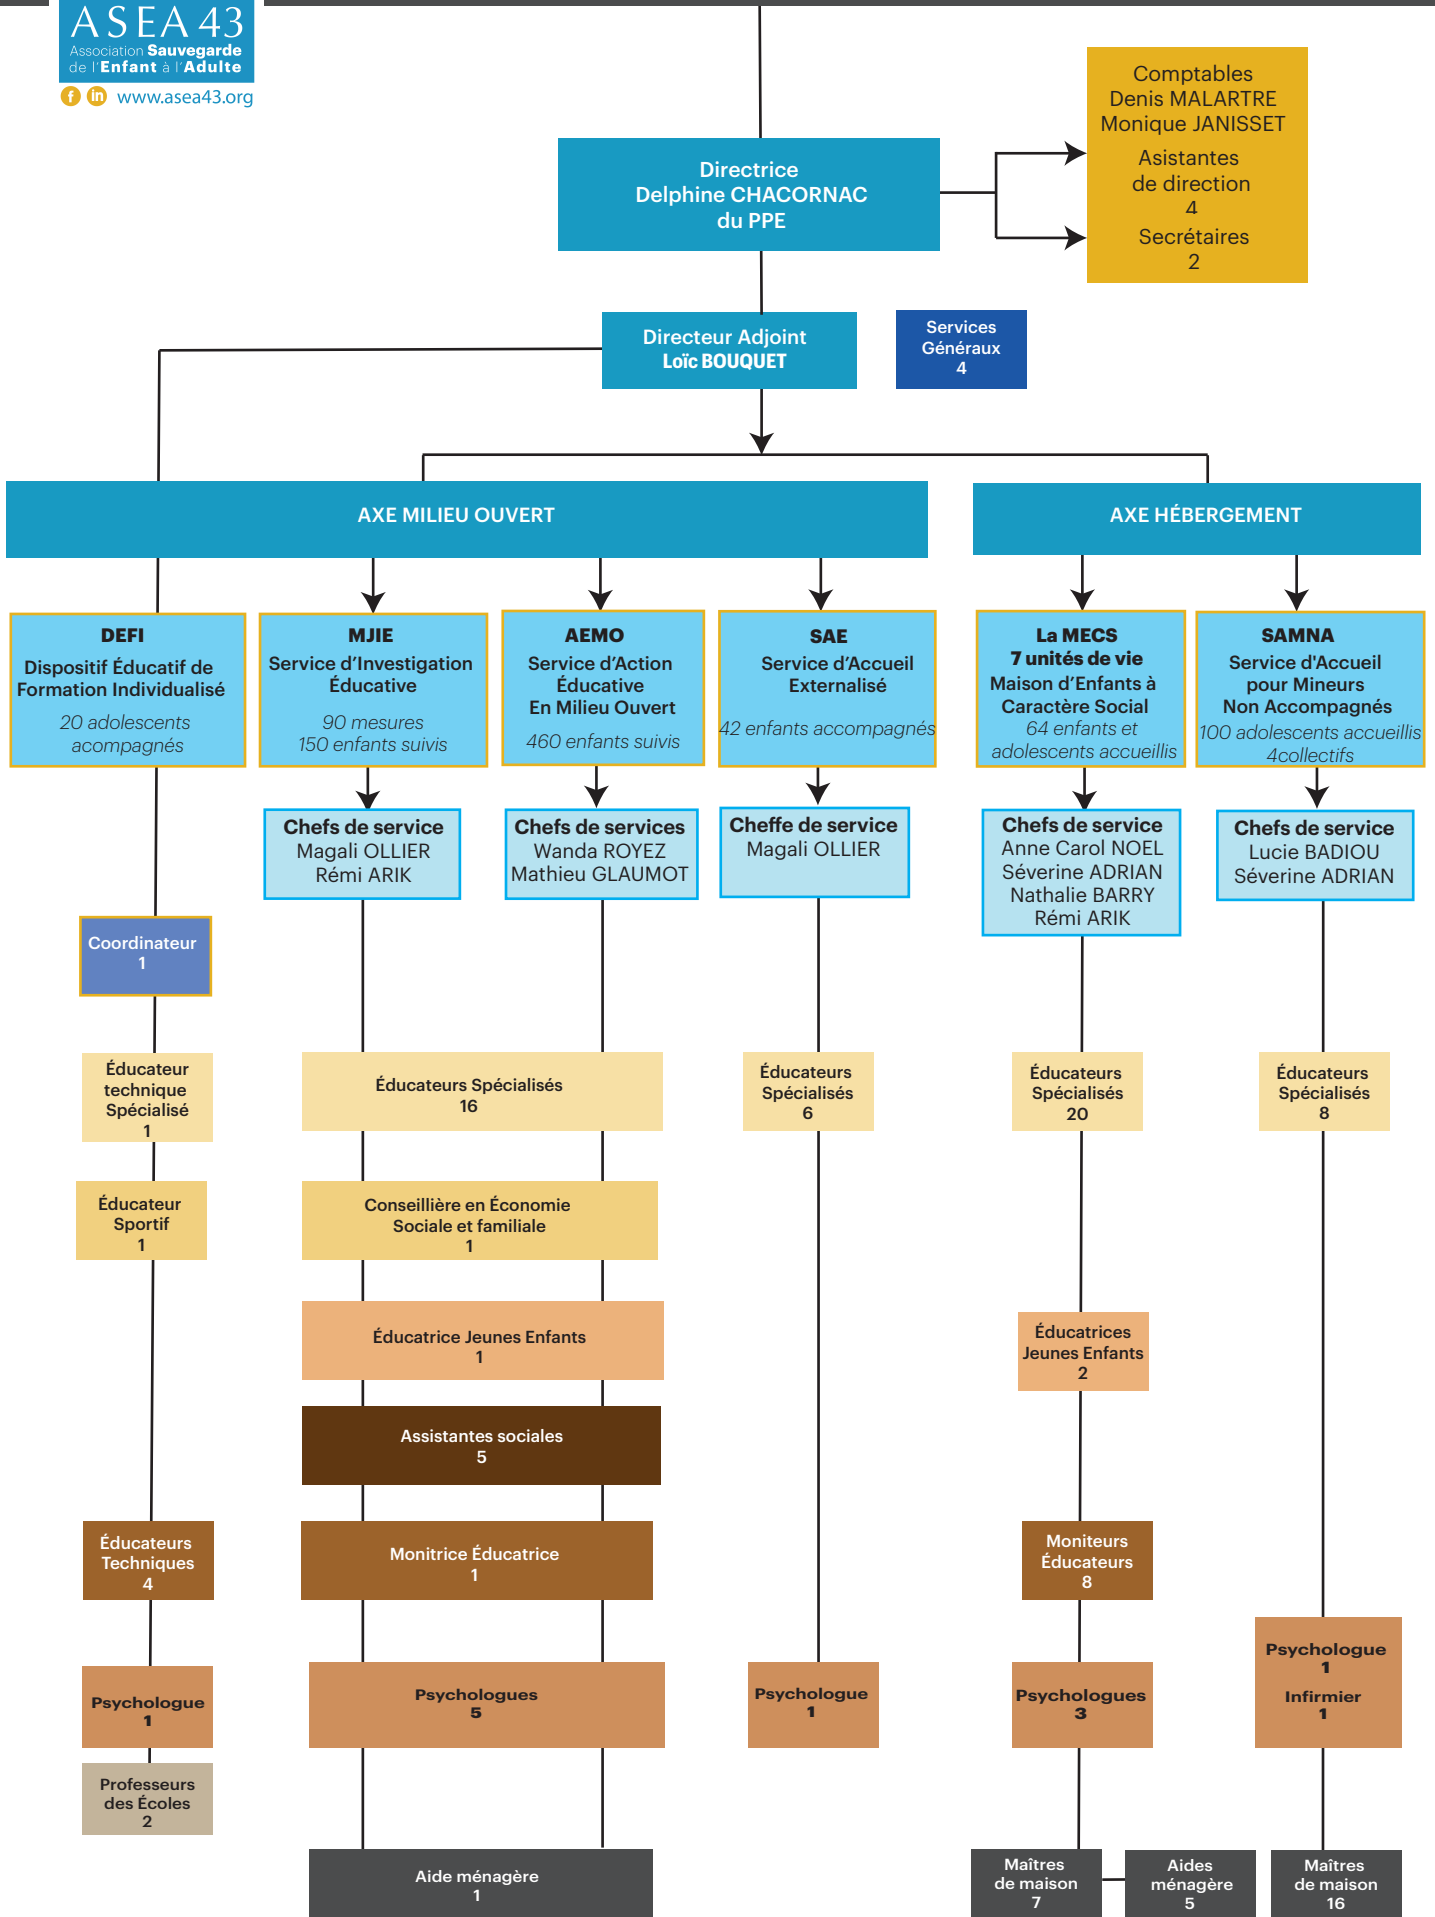 ASEA 43
Association Sauvegarde
de l'Enfant à l'Adulte
f in www.asea43.org
Comptables
Denis MALARTRE
Monique JANISSET
Asistantes
de direction
4
Secrétaires
2
Directrice
Delphine CHACORNAC
du PPE
Directeur Adjoint
Loïc BOUQUET
Services
Généraux
4
AXE MILIEU OUVERT
AXE HÉBERGEMENT
DEFI
Dispositif Éducatif de
Formation Individualisé
20 adolescents
acompagnés
MJIE
Service d'Investigation
Éducative
90 mesures
150 enfants suivis
AEMO
Service d'Action
Éducative
En Milieu Ouvert
460 enfants suivis
SAE
Service d'Accueil
Externalisé
42 enfants accompagnés
La MECS
7 unités de vie
Maison d'Enfants à
Caractère Social
64 enfants et
adolescents accueillis
SAMNA
Service d'Accueil
pour Mineurs
Non Accompagnés
100 adolescents accueillis
4collectifs
Chefs de service
Magali OLLIER
Rémi ARIK
Chefs de services
Wanda ROYEZ
Mathieu GLAUMOT
Cheffe de service
Magali OLLIER
Chefs de service
Anne Carol NOEL
Séverine ADRIAN
Nathalie BARRY
Rémi ARIK
Chefs de service
Lucie BADIOU
Séverine ADRIAN
Coordinateur
1
Éducateur
technique
Spécialisé
1
Éducateurs Spécialisés
16
Éducateurs
Spécialisés
6
Éducateurs
Spécialisés
20
Éducateurs
Spécialisés
8
Éducateur
Sportif
1
Conseillière en Économie
Sociale et familiale
1
Éducatrice Jeunes Enfants
1
Éducatrices
Jeunes Enfants
2
Assistantes sociales
5
Éducateurs
Techniques
4
Monitrice Éducatrice
1
Moniteurs
Éducateurs
8
Psychologue
1
Psychologues
5
Psychologue
1
Psychologues
3
Psychologue
1
Infirmier
1
Professeurs
des Écoles
2
Aide ménagère
1
Maîtres
de maison
7
Aides
ménagère
5
Maîtres
de maison
16